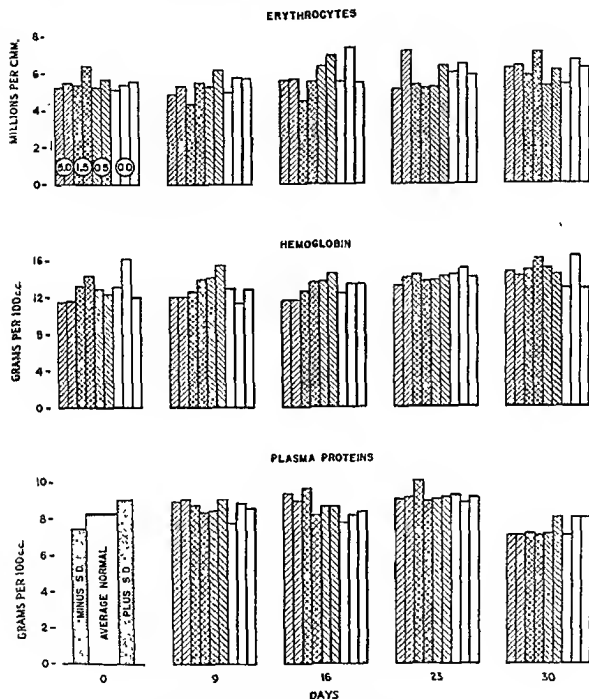 ERYTHROCYTES
MILLIONS PER CMM.
8-
6-
4-
2-
0-
5.0 1.5 0.5 0.0
HEMOGLOBIN
GRAMS PER 100 c.c.
16
12-
8-
4-
0-
PLASMA PROTEINS
GRAMS PER 100 c.c.
10-
8-
6-
4-
2-
0-
MINUS S.D.
AVERAGE NORMAL
PLUS S.D.
0 9 16 23 30
DAYS